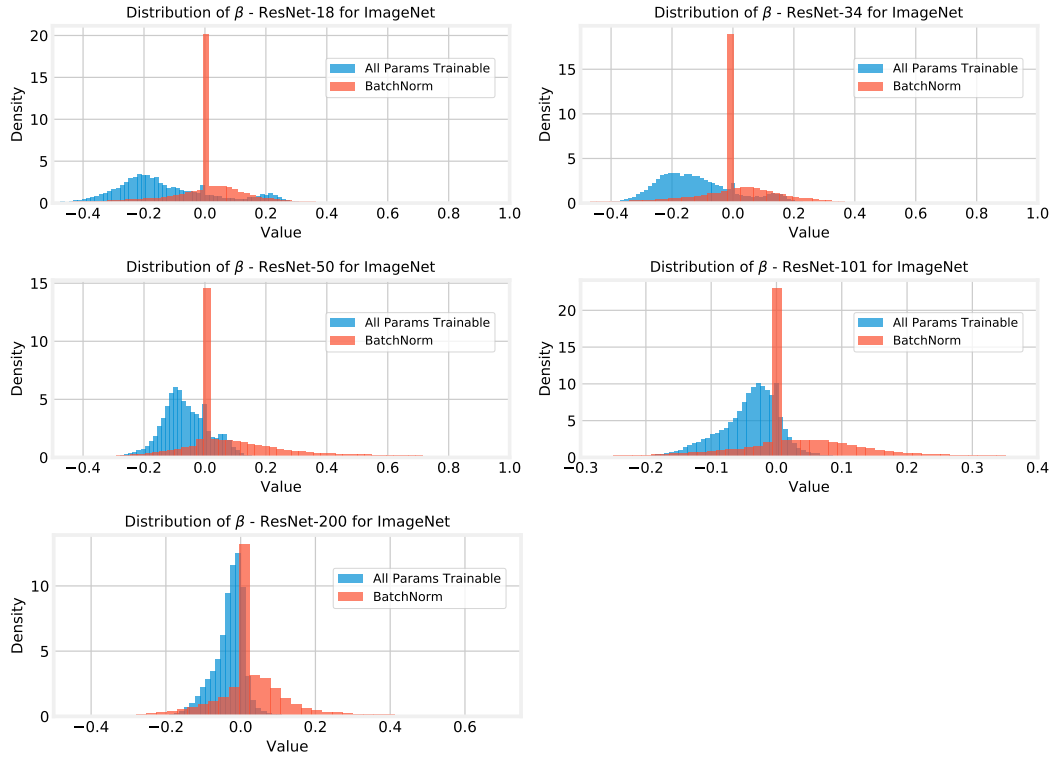 Distribution of β - ResNet-18 for ImageNet
20
15
10
5
0
Density
All Params Trainable
BatchNorm
−0.4 −0.2 0.0 0.2 0.4 0.6 0.8 1.0
Value
Distribution of β - ResNet-34 for ImageNet
15
10
5
0
Density
All Params Trainable
BatchNorm
−0.4 −0.2 0.0 0.2 0.4 0.6 0.8 1.0
Value
Distribution of β - ResNet-50 for ImageNet
15
10
5
0
Density
All Params Trainable
BatchNorm
−0.4 −0.2 0.0 0.2 0.4 0.6 0.8 1.0
Value
Distribution of β - ResNet-101 for ImageNet
20
15
10
5
0
Density
All Params Trainable
BatchNorm
−0.3 −0.2 −0.1 0.0 0.1 0.2 0.3 0.4
Value
Distribution of β - ResNet-200 for ImageNet
10
5
0
Density
All Params Trainable
BatchNorm
−0.4 −0.2 0.0 0.2 0.4 0.6
Value